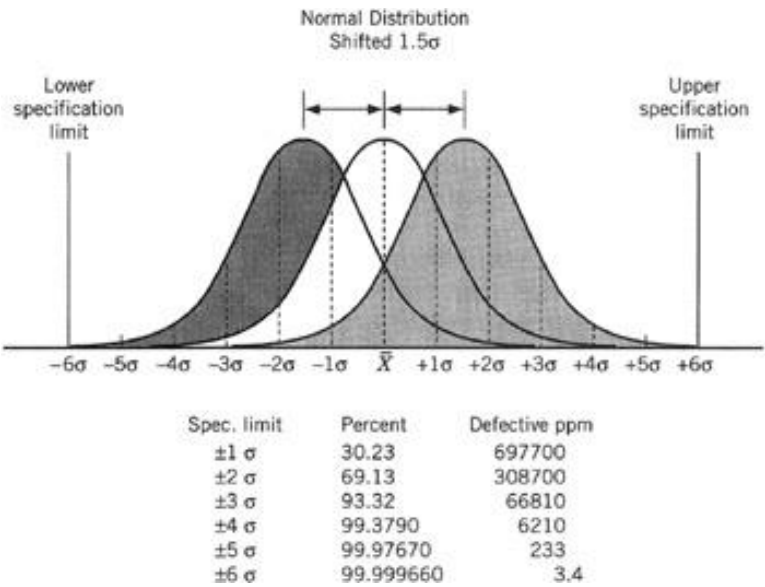 Normal Distribution
Shifted 1.5σ
Lower
specification
limit
Upper
specification
limit
−6σ −5σ −4σ −3σ −2σ −1σ X̄ +1σ +2σ +3σ +4σ +5σ +6σ
Spec. limit Percent Defective ppm
±1 σ 30.23 697700
±2 σ 69.13 308700
±3 σ 93.32 66810
±4 σ 99.3790 6210
±5 σ 99.97670 233
±6 σ 99.999660 3.4